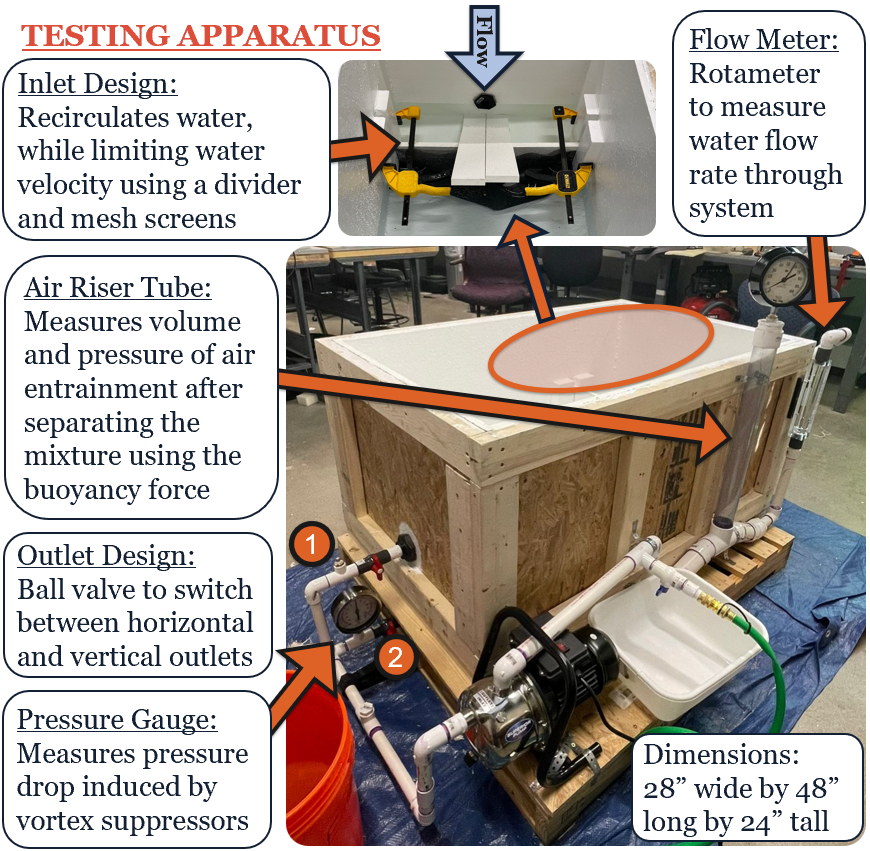 TESTING APPARATUS
Flow
Inlet Design:
Recirculates water,
while limiting water
velocity using a divider
and mesh screens
Flow Meter:
Rotameter
to measure
water flow
rate through
system
Air Riser Tube:
Measures volume
and pressure of air
entrainment after
separating the
mixture using the
buoyancy force
Outlet Design:
Ball valve to switch
between horizontal
and vertical outlets
Pressure Gauge:
Measures pressure
drop induced by
vortex suppressors
1
2
Dimensions:
28” wide by 48”
long by 24” tall